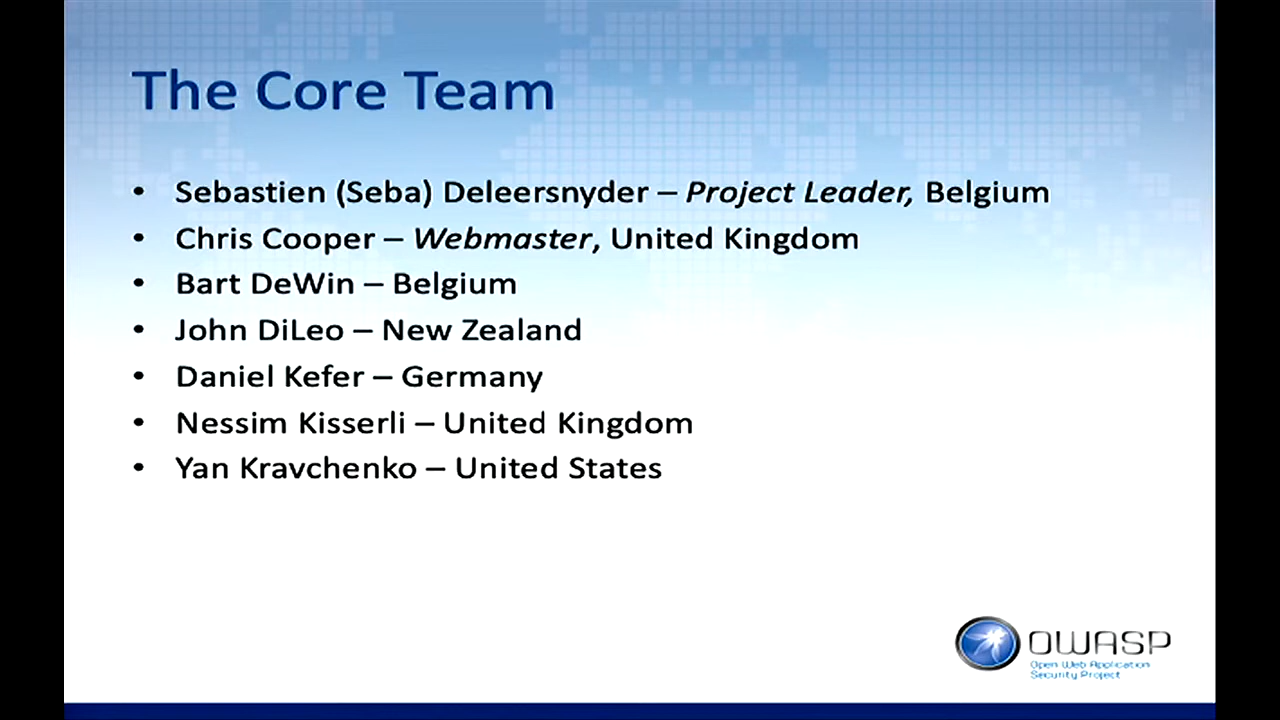 The Core Team
• Sebastien (Seba) Deleersnyder – Project Leader, Belgium
• Chris Cooper – Webmaster, United Kingdom
• Bart DeWin – Belgium
• John DiLeo – New Zealand
• Daniel Kefer – Germany
• Nessim Kisserli – United Kingdom
• Yan Kravchenko – United States
OWASP
Open Web Application
Security Project